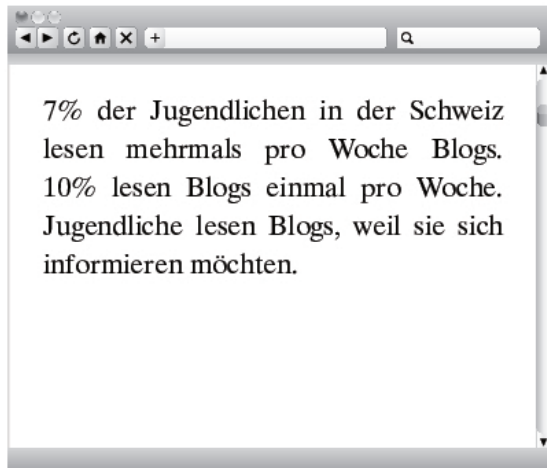 7% der Jugendlichen in der Schweiz
lesen mehrmals pro Woche Blogs.
10% lesen Blogs einmal pro Woche.
Jugendliche lesen Blogs, weil sie sich
informieren möchten.